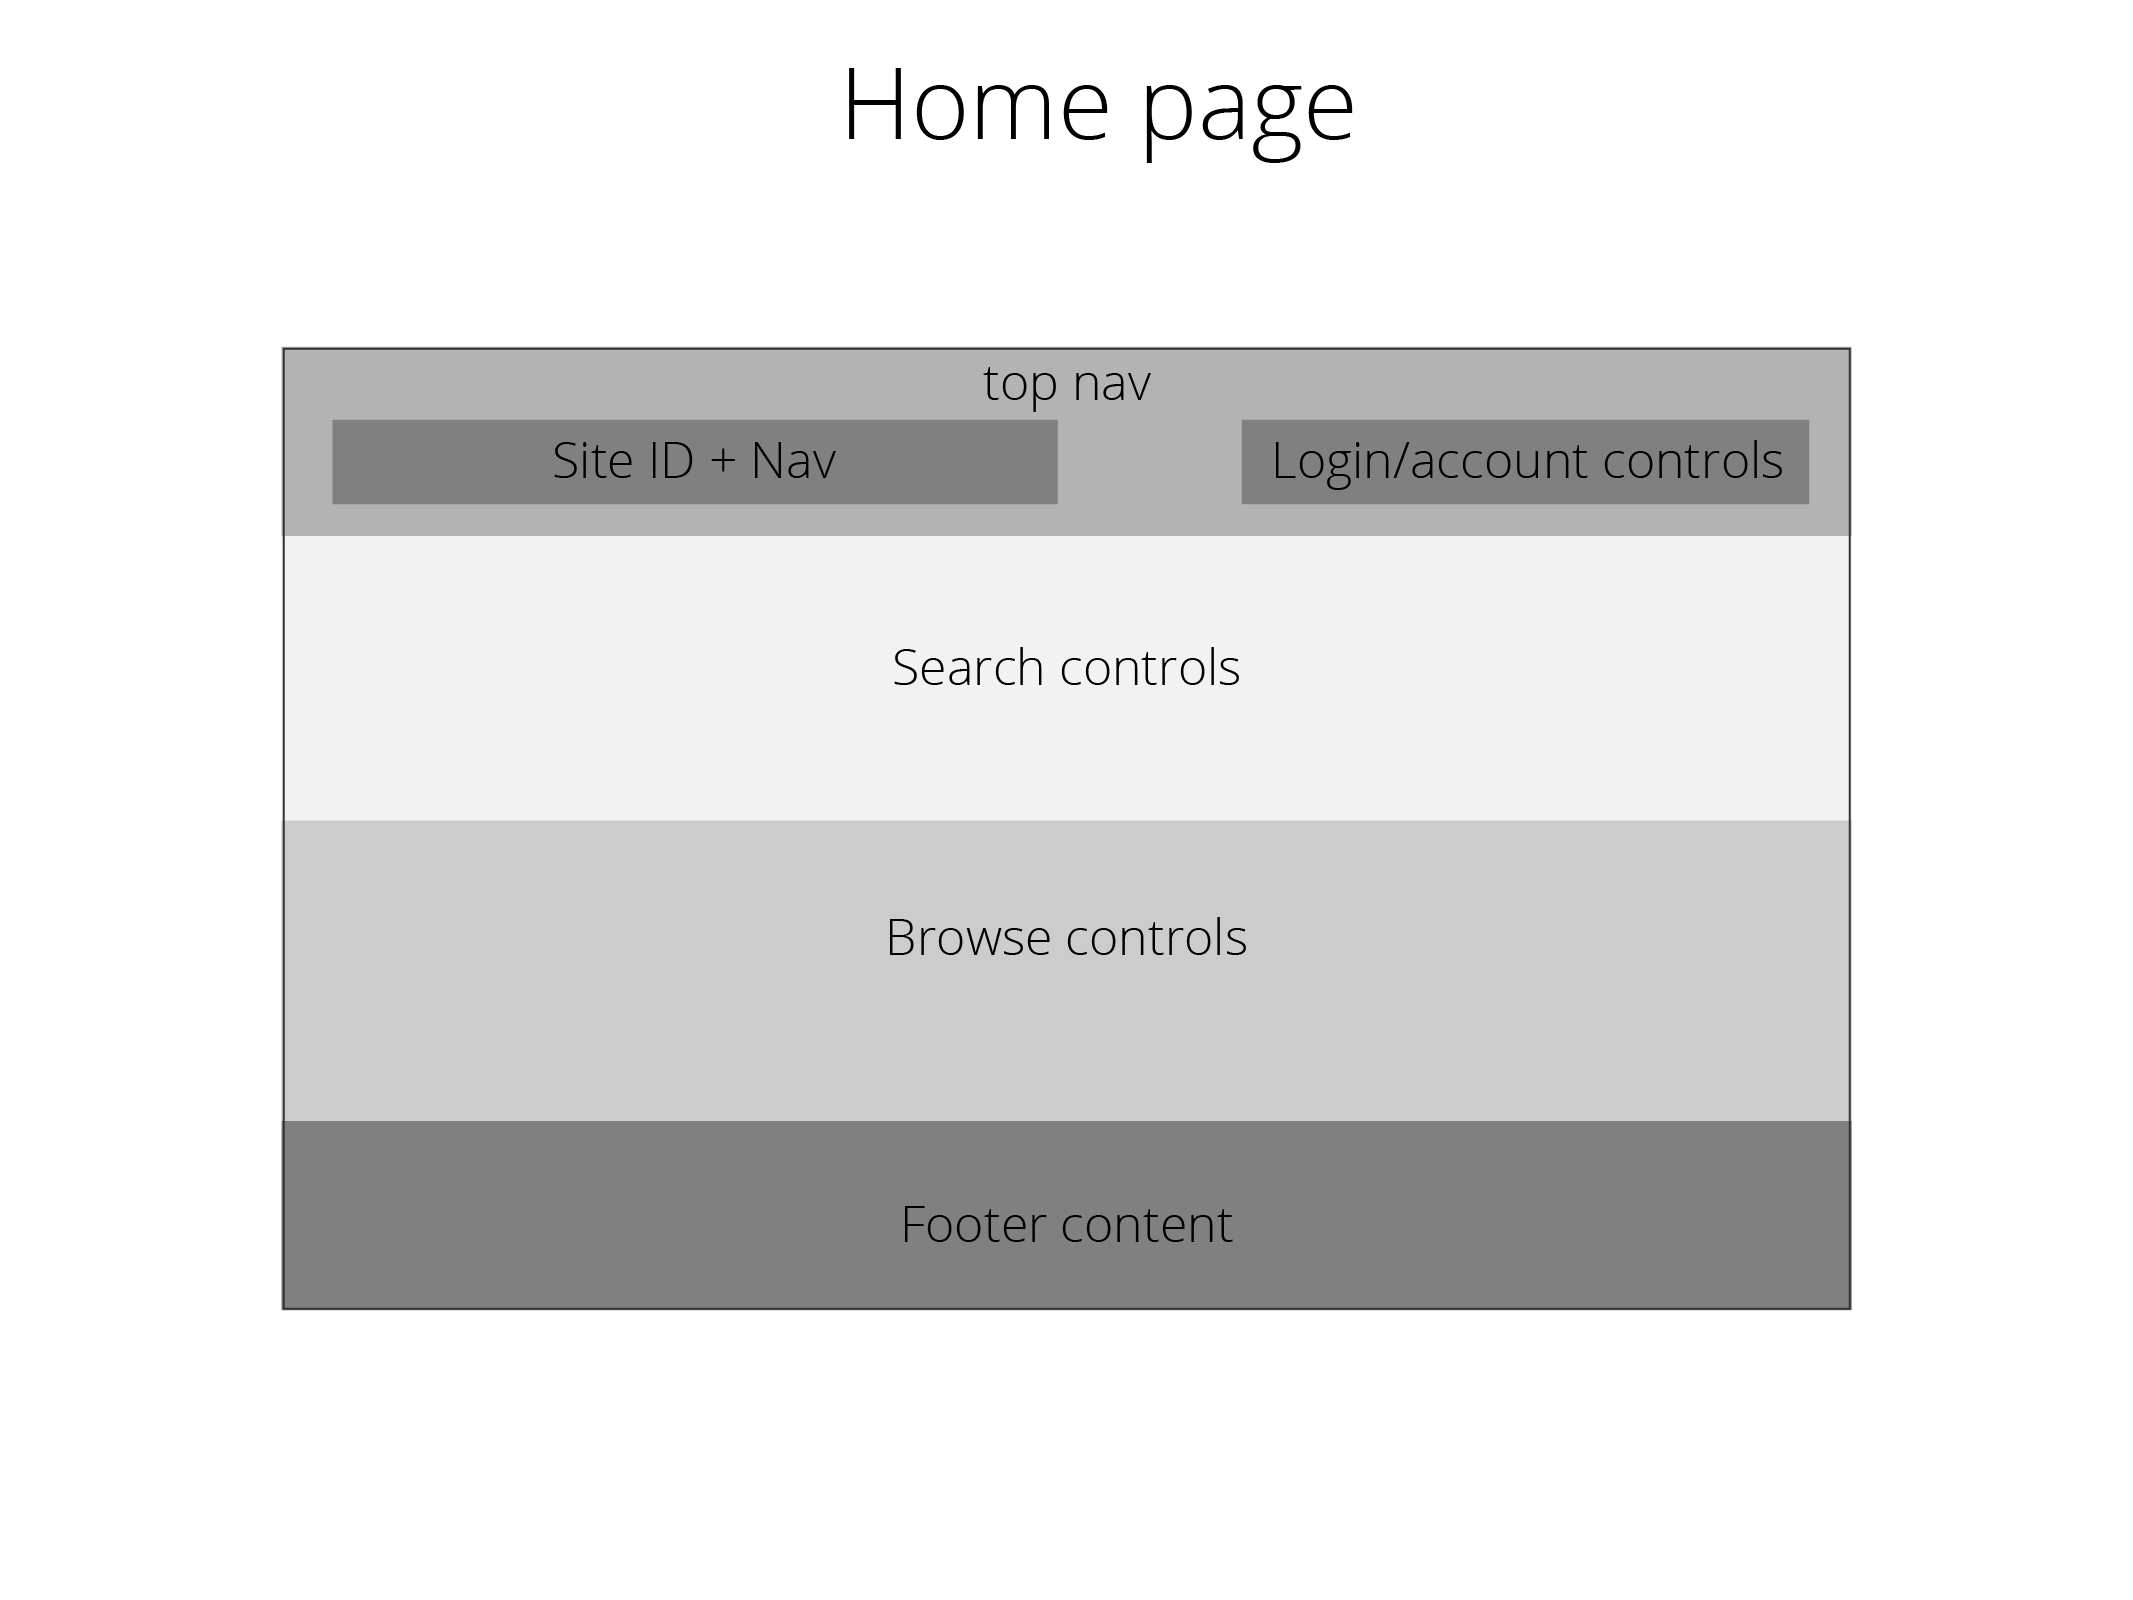 Home page
top nav
Site ID + Nav
Login/account controls
Search controls
Browse controls
Footer content